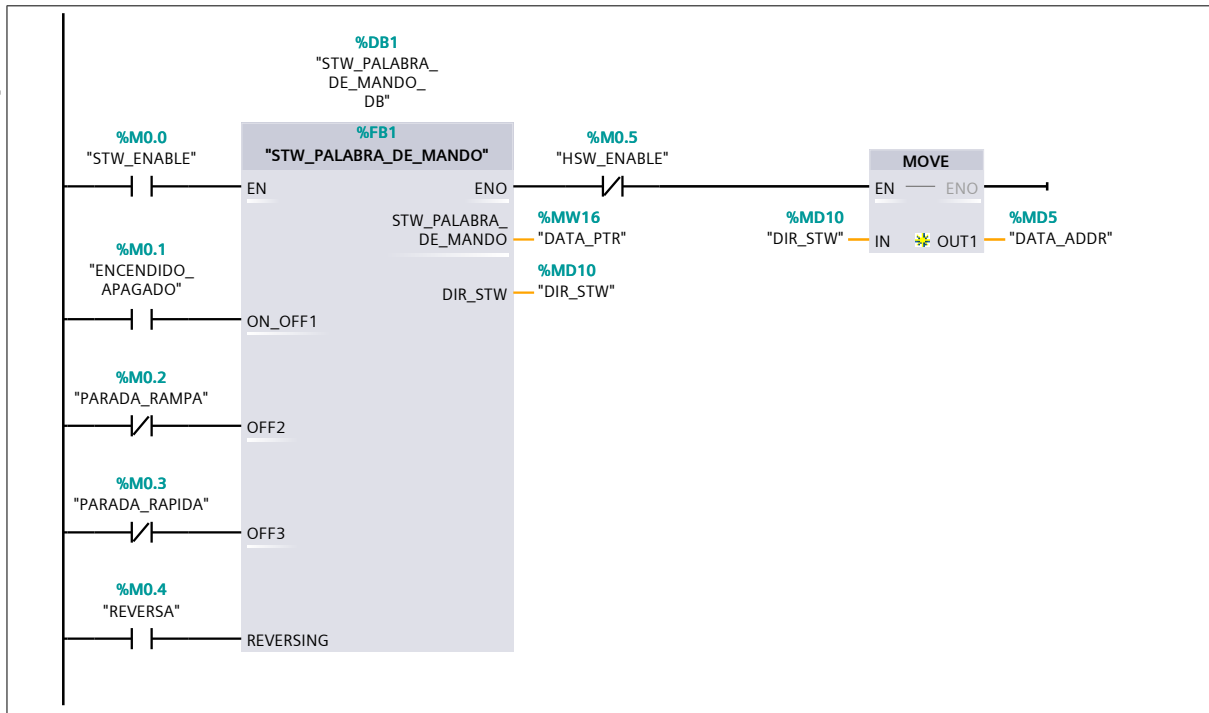 %DB1
"STW_PALABRA_
DE_MANDO_
DB"
%M0.0
"STW_ENABLE"
%FB1
"STW_PALABRA_DE_MANDO"
%M0.5
"HSW_ENABLE"
MOVE
EN
ENO
EN
ENO
STW_PALABRA_
DE_MANDO
%MW16
"DATA_PTR"
%MD10
"DIR_STW"
IN
OUT1
%MD5
"DATA_ADDR"
%M0.1
"ENCENDIDO_
APAGADO"
ON_OFF1
DIR_STW
%MD10
"DIR_STW"
%M0.2
"PARADA_RAMPA"
OFF2
%M0.3
"PARADA_RAPIDA"
OFF3
%M0.4
"REVERSA"
REVERSING